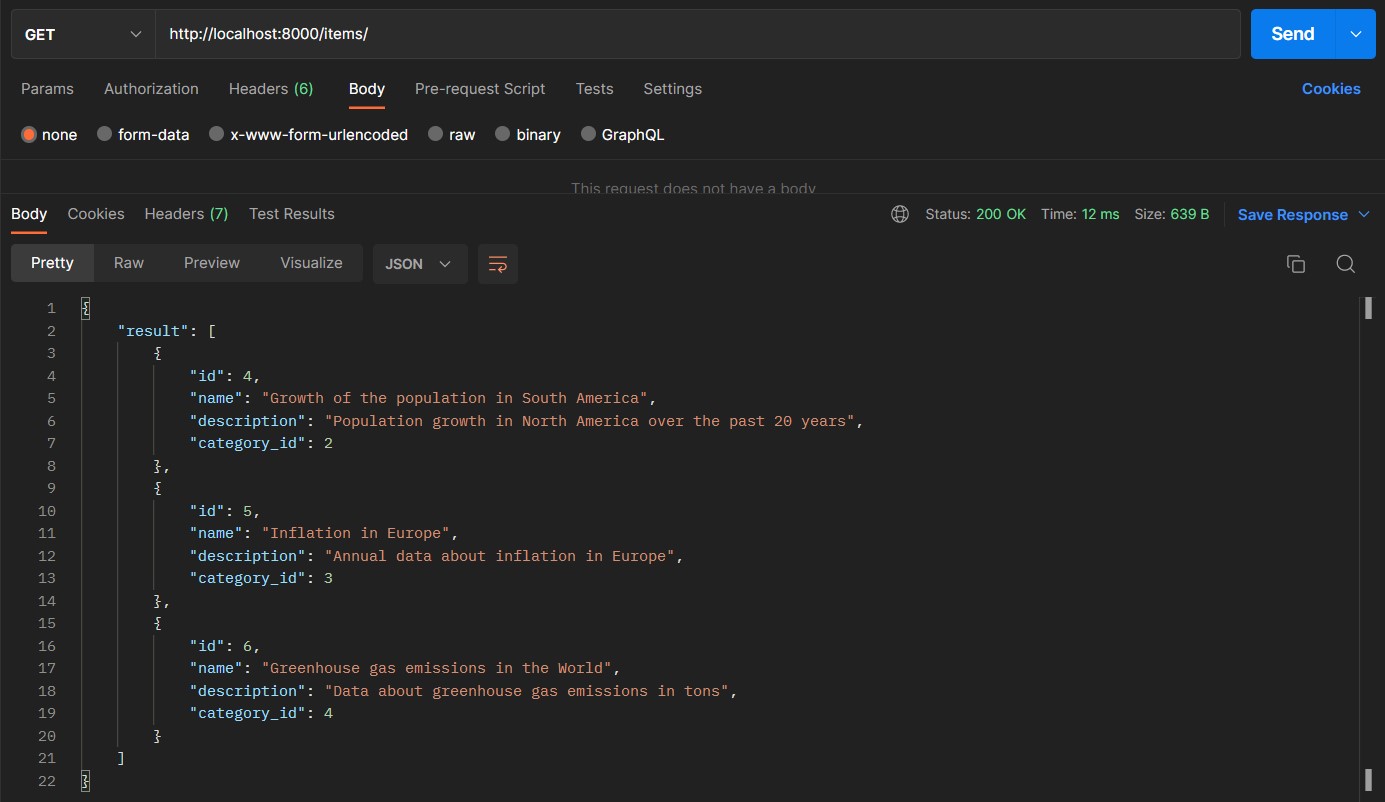 GET http://localhost:8000/items/ Send
Params Authorization Headers (6) Body Pre-request Script Tests Settings Cookies
none form-data x-www-form-urlencoded raw binary GraphQL
This request does not have a body
Body Cookies Headers (7) Test Results Status: 200 OK Time: 12 ms Size: 639 B Save Response
Pretty Raw Preview Visualize JSON
1 {
2 "result": [
3 {
4 "id": 4,
5 "name": "Growth of the population in South America",
6 "description": "Population growth in North America over the past 20 years",
7 "category_id": 2
8 },
9 {
10 "id": 5,
11 "name": "Inflation in Europe",
12 "description": "Annual data about inflation in Europe",
13 "category_id": 3
14 },
15 {
16 "id": 6,
17 "name": "Greenhouse gas emissions in the World",
18 "description": "Data about greenhouse gas emissions in tons",
19 "category_id": 4
20 }
21 ]
22 }